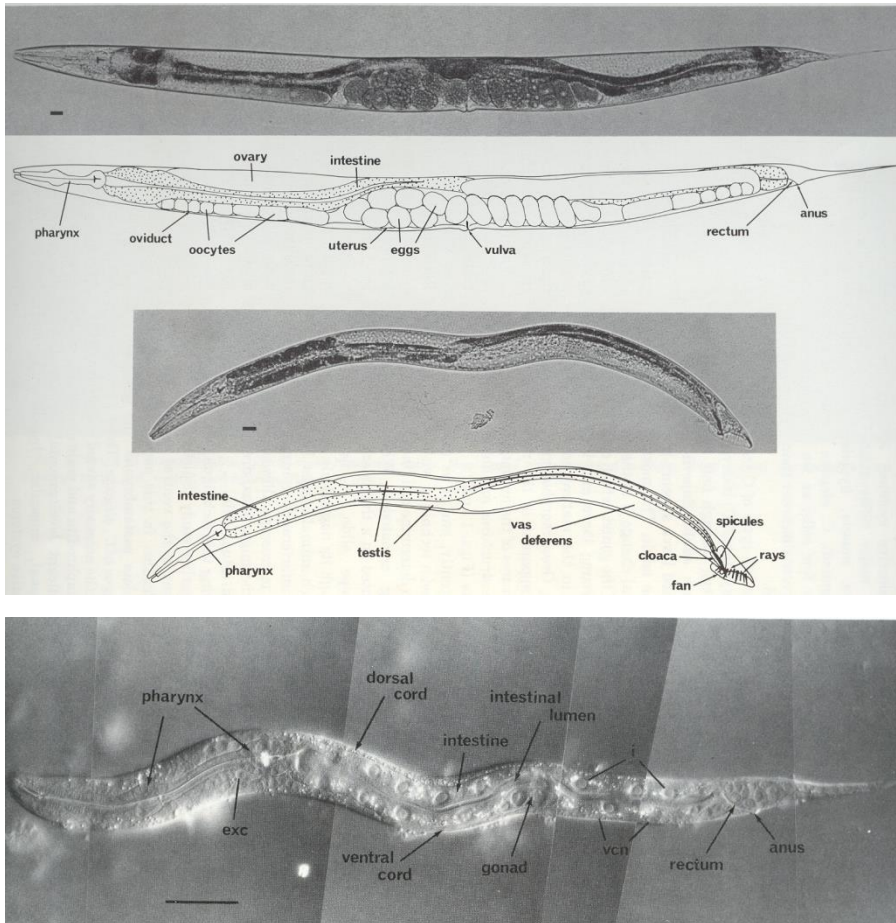 ovary
intestine
pharynx
oviduct
oocytes
uterus
eggs
vulva
rectum
anus
intestine
pharynx
testis
vas
deferens
spicules
cloaca
rays
fan
pharynx
dorsal
cord
intestine
intestinal
lumen
i
exc
ventral
cord
gonad
vcn
rectum
anus